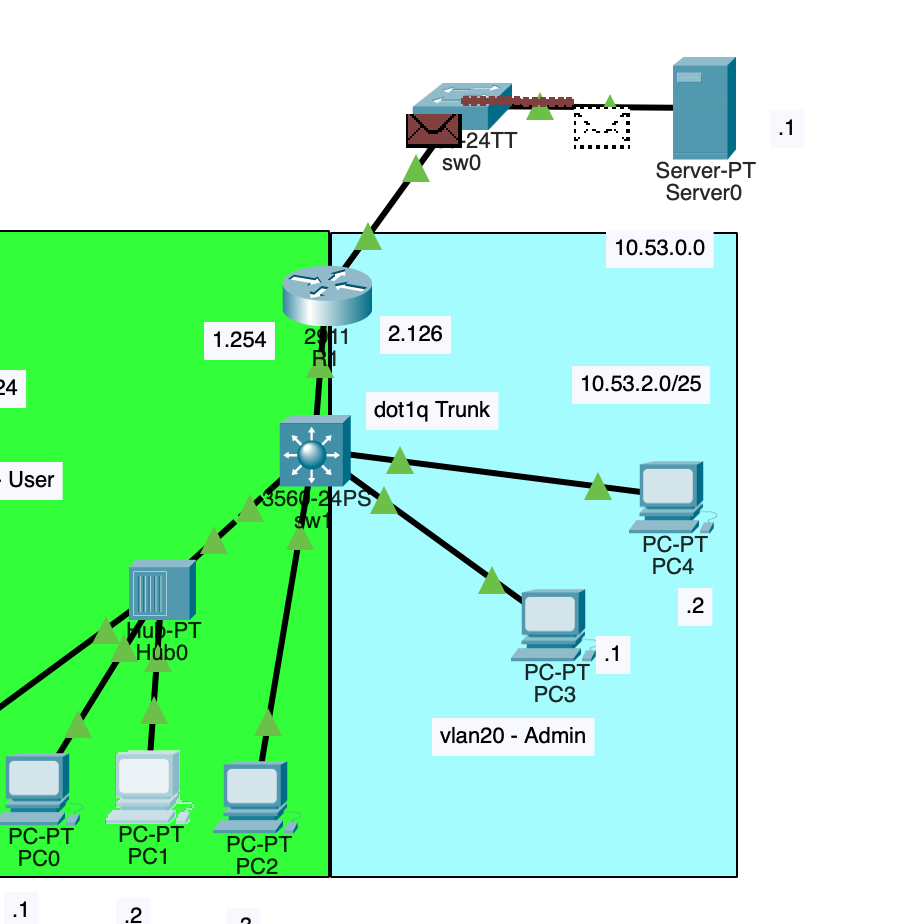 -24TT
sw0
.1
Server-PT
Server0
10.53.0.0
1.254
2911
R1
2.126
24
10.53.2.0/25
dot1q Trunk
- User
3560-24PS
sw1
PC-PT
PC4
.2
Hub-PT
Hub0
.1
PC-PT
PC3
vlan20 - Admin
PC-PT
PC0
PC-PT
PC1
PC-PT
PC2
.1
.2